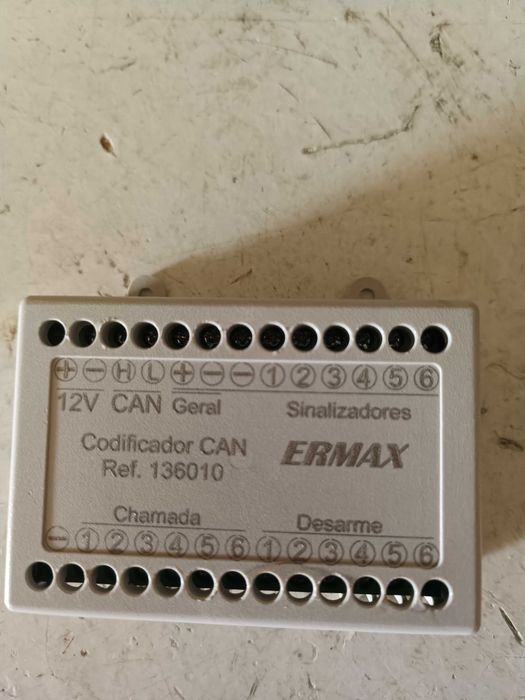 + − H L + − − 1 2 3 4 5 6
12V CAN Geral Sinalizadores
Codificador CAN ERMAX
Ref. 136010
Chamada Desarme
− 1 2 3 4 5 6 1 2 3 4 5 6